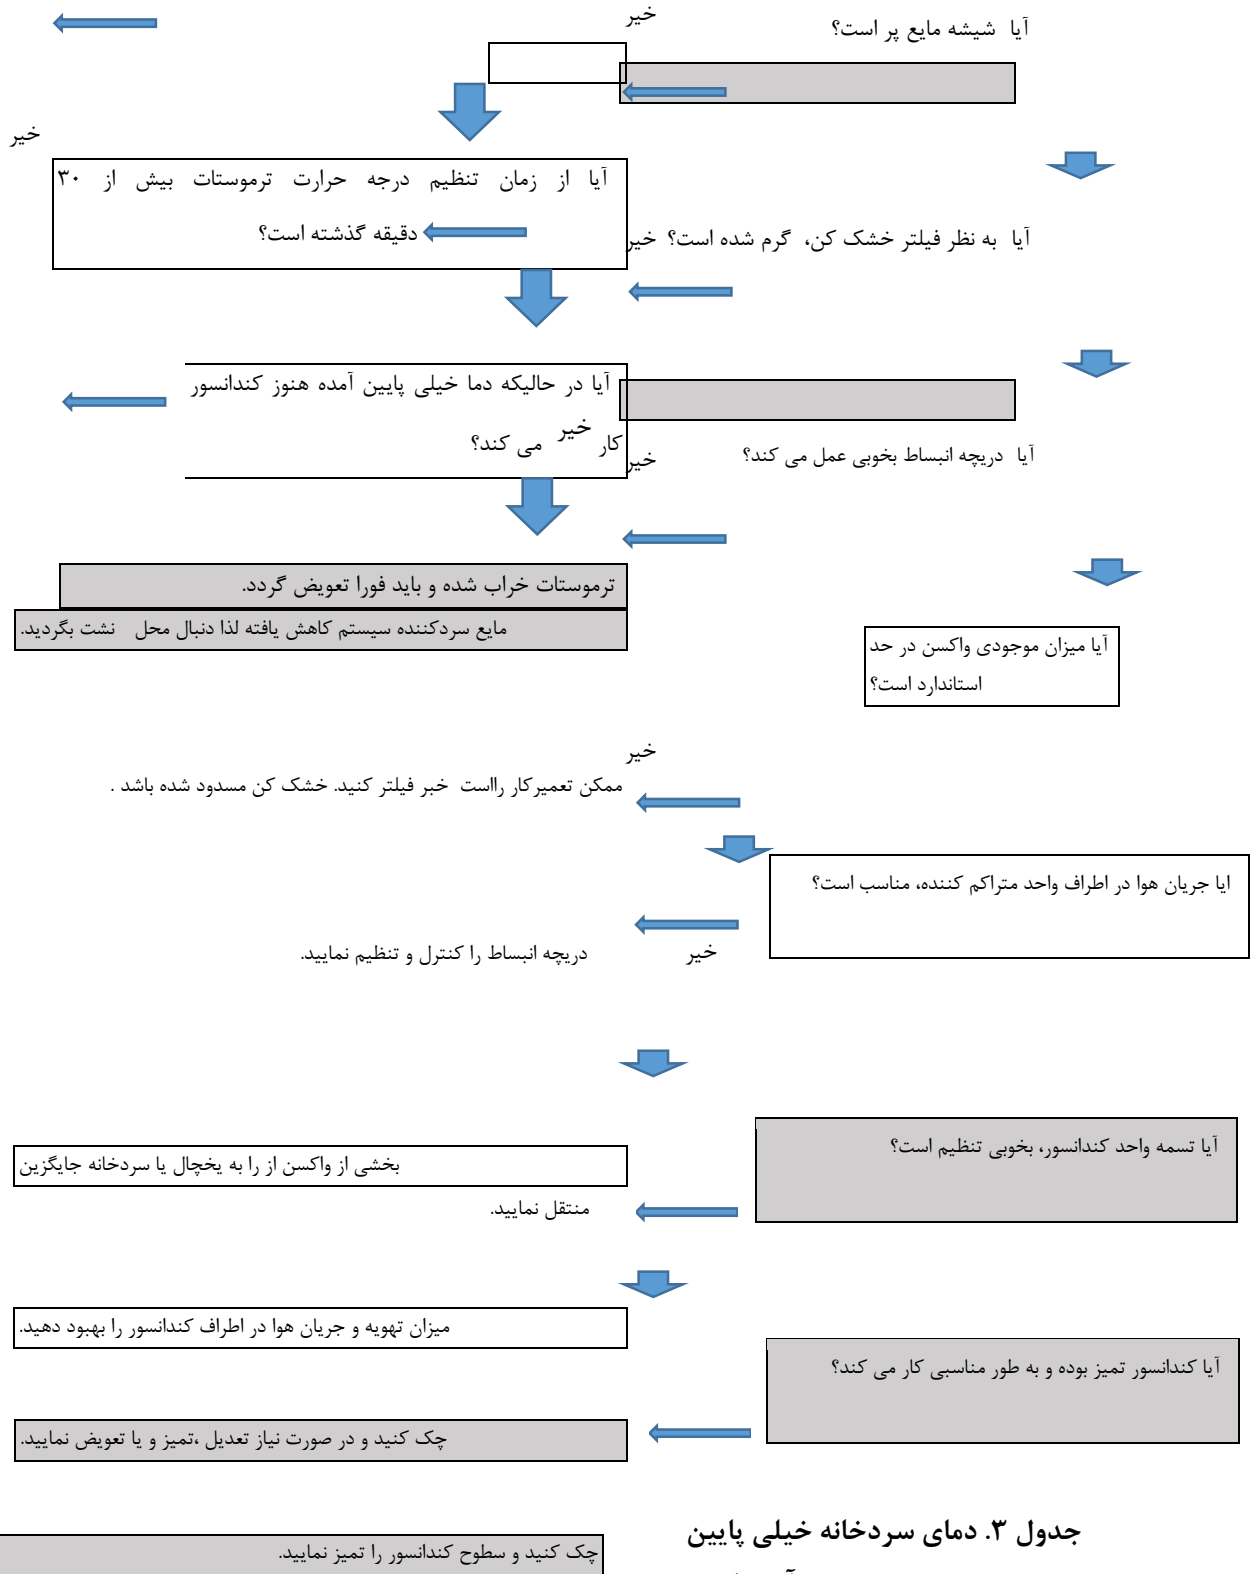 خیر
آیا شیشه مایع پر است؟
خیر
آیا از زمان تنظیم درجه حرارت ترموستات بیش از ۳۰
دقیقه گذشته است؟
آیا به نظر فیلتر خشک کن، گرم شده است؟ خیر
آیا در حالیکه دما خیلی پایین آمده هنوز کندانسور
کار خیر می کند؟
آیا دریچه انبساط بخوبی عمل می کند؟
خیر
ترموستات خراب شده و باید فورا تعویض گردد.
مایع سردکننده سیستم کاهش یافته لذا دنبال محل نشت بگردید.
آیا میزان موجودی واکسن در حد
استاندارد است؟
خیر
ممکن تعمیرکار رااست خبر فیلتر کنید. خشک کن مسدود شده باشد .
ایا جریان هوا در اطراف واحد متراکم کننده، مناسب است؟
خیر
دریچه انبساط را کنترل و تنظیم نمایید.
آیا تسمه واحد کندانسور، بخوبی تنظیم است؟
بخشی از واکسن از را به یخچال یا سردخانه جایگزین
منتقل نمایید.
میزان تهویه و جریان هوا در اطراف کندانسور را بهبود دهید.
آیا کندانسور تمیز بوده و به طور مناسبی کار می کند؟
چک کنید و در صورت نیاز تعدیل ،تمیز و یا تعویض نمایید.
جدول ۳. دمای سردخانه خیلی پایین
چک کنید و سطوح کندانسور را تمیز نمایید.